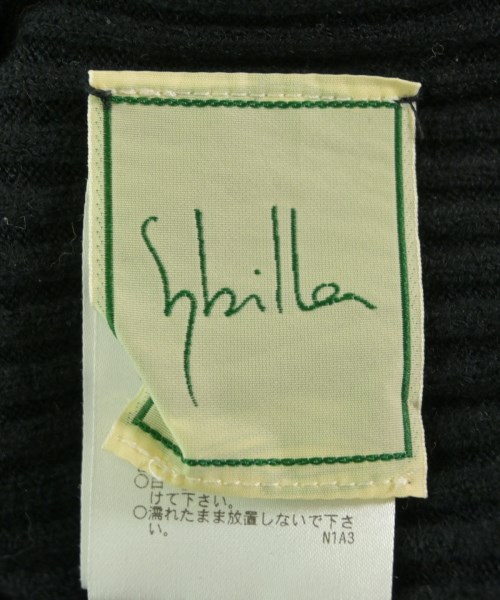 Sybilla
けて下さい。
○濡れたまま放置しないで下さ
い。
N1A3